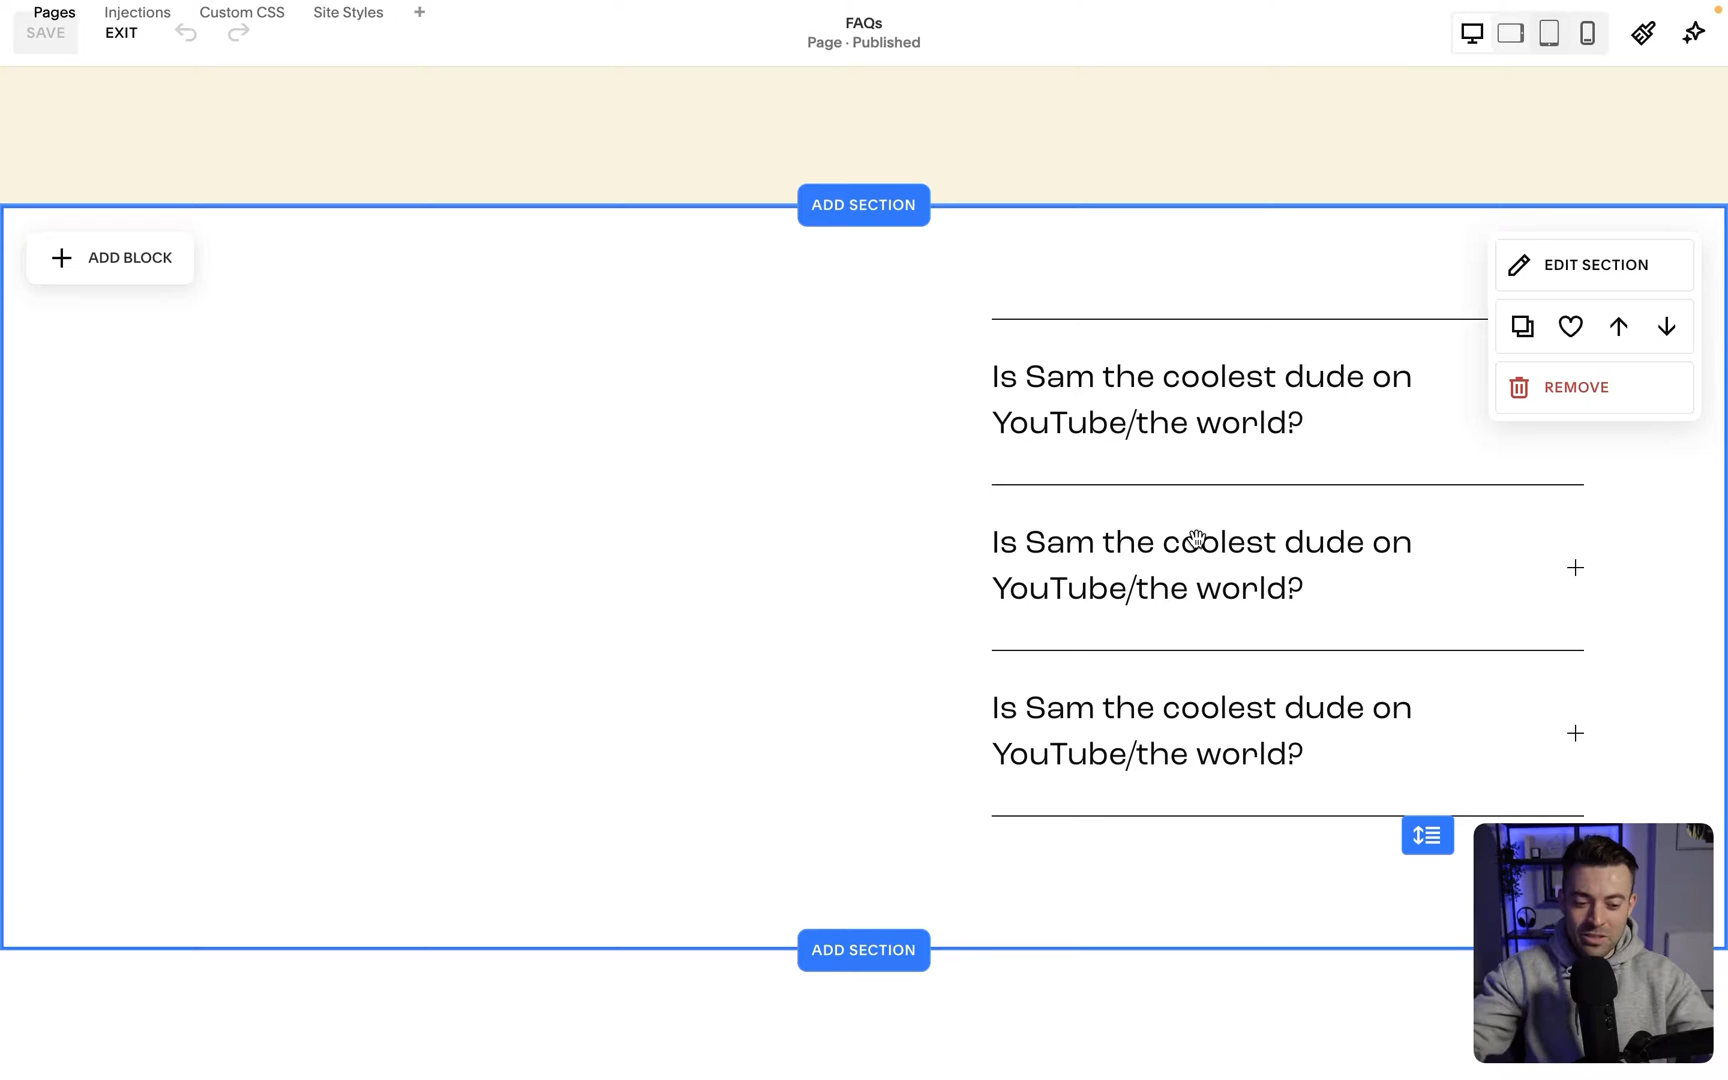 Pages
Injections
Custom CSS
Site Styles
SAVE
EXIT
FAQs
Page · Published
ADD SECTION
ADD BLOCK
EDIT SECTION
REMOVE
Is Sam the coolest dude on
YouTube/the world?
Is Sam the coolest dude on
YouTube/the world?
Is Sam the coolest dude on
YouTube/the world?
ADD SECTION